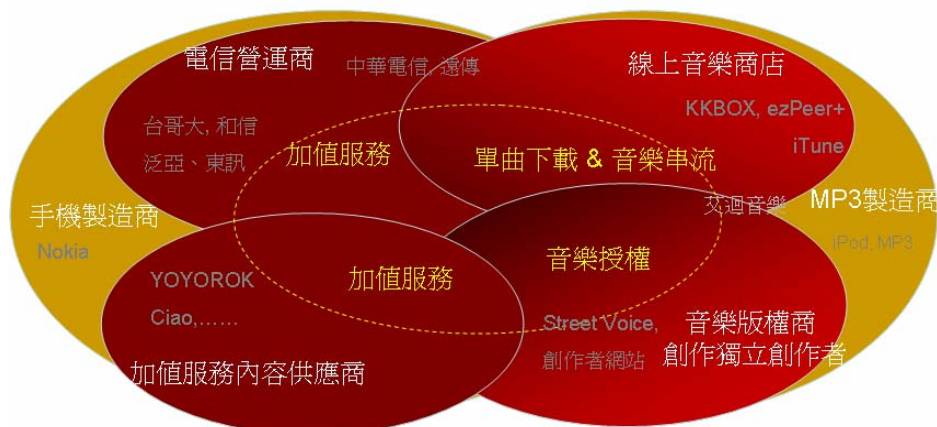 電信營運商
中華電信, 遠傳
線上音樂商店
KKBOX, ezPeer+
iTune
台哥大, 和信
泛亞、東訊
加值服務
單曲下載 & 音樂串流
手機製造商
Nokia
艾迴音樂
MP3製造商
iPod, MP3
音樂授權
加值服務
YOYOROK
Ciao,......
Street Voice,
創作者網站
音樂版權商
創作獨立創作者
加值服務內容供應商